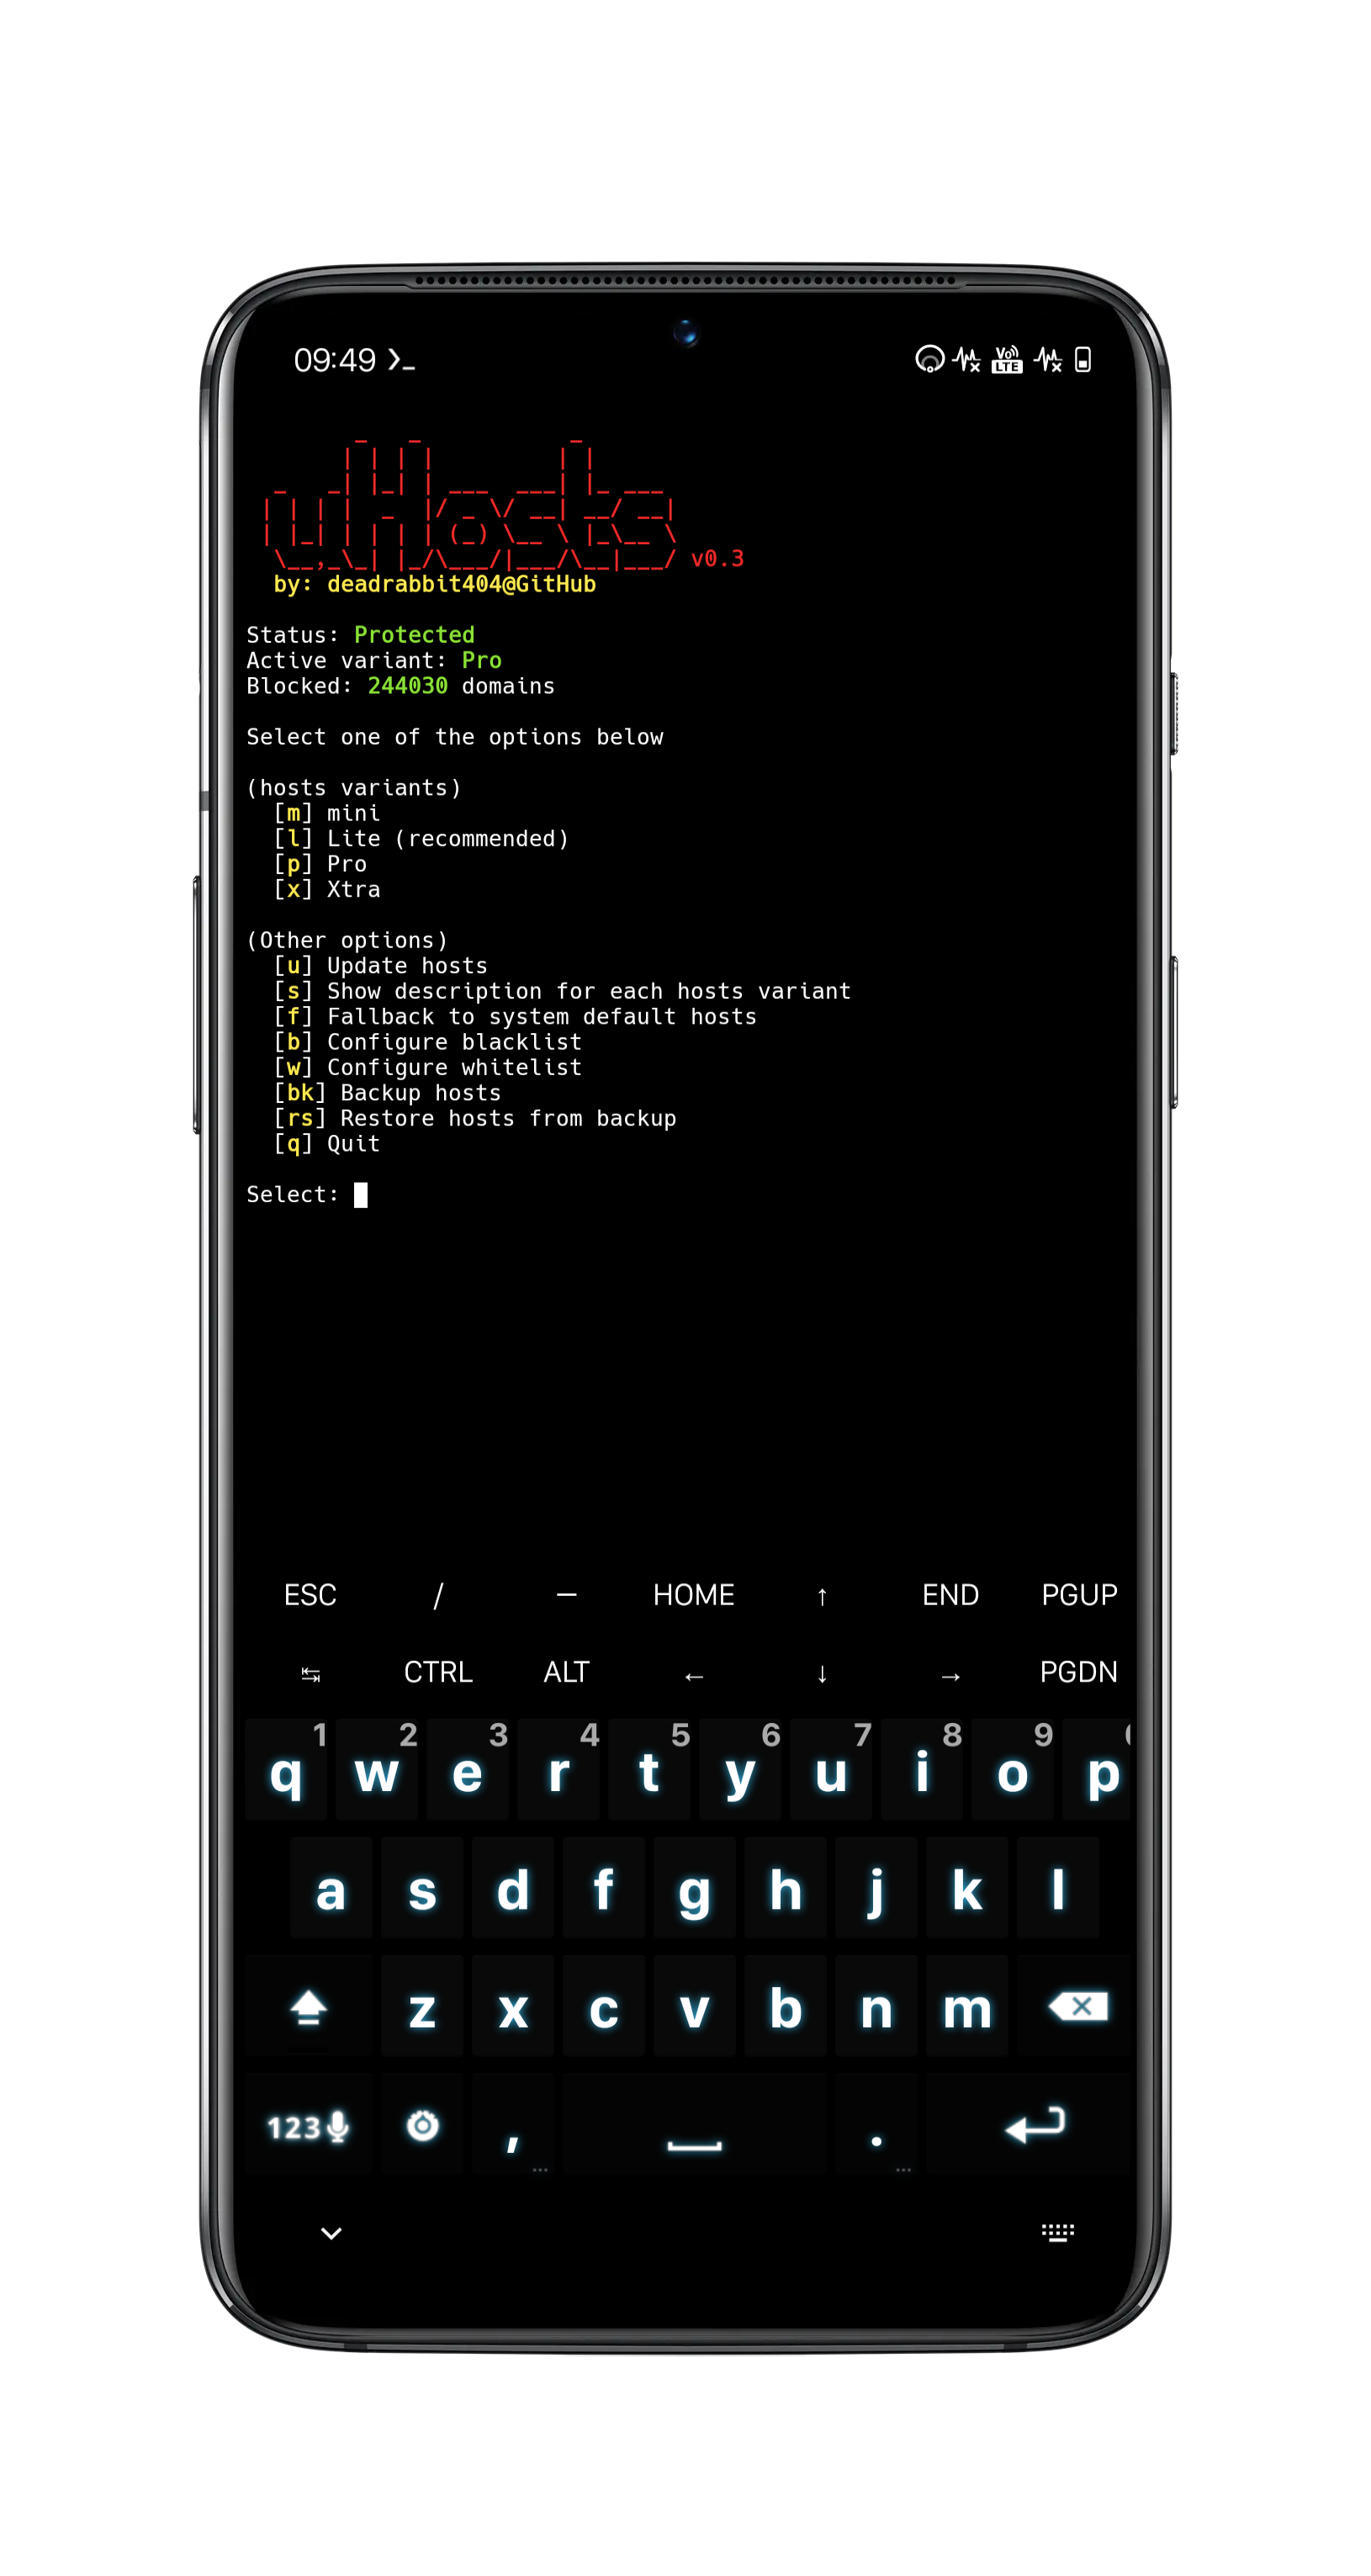 09:49
Vo LTE
uHosts v0.3
by: deadrabbit404@GitHub
Status: Protected
Active variant: Pro
Blocked: 244030 domains
Select one of the options below
(hosts variants)
[m] mini
[l] Lite (recommended)
[p] Pro
[x] Xtra
(Other options)
[u] Update hosts
[s] Show description for each hosts variant
[f] Fallback to system default hosts
[b] Configure blacklist
[w] Configure whitelist
[bk] Backup hosts
[rs] Restore hosts from backup
[q] Quit
Select:
ESC / — HOME ↑ END PGUP
↹ CTRL ALT ← ↓ → PGDN
1 2 3 4 5 6 7 8 9
q w e r t y u i o p
a s d f g h j k l
z x c v b n m
123 , .